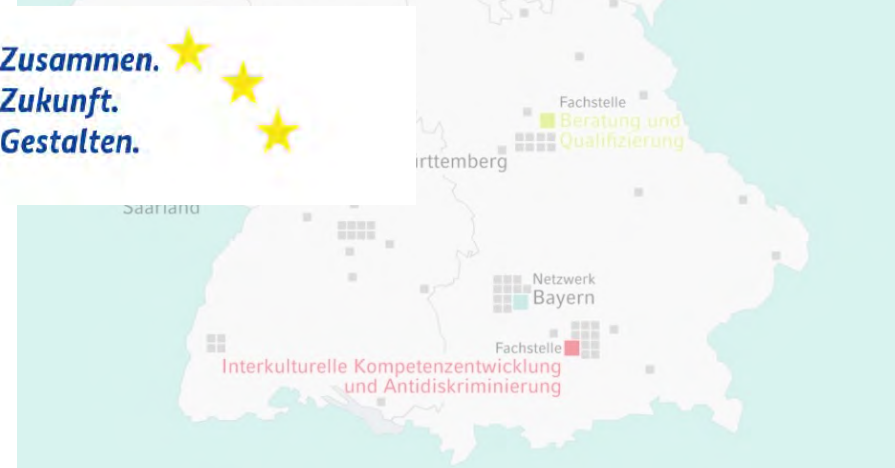 Zusammen.
Zukunft.
Gestalten.
Fachstelle
Beratung und
Qualifizierung
rttemberg
Saarland
Netzwerk
Bayern
Fachstelle
Interkulturelle Kompetenzentwicklung
und Antidiskriminierung